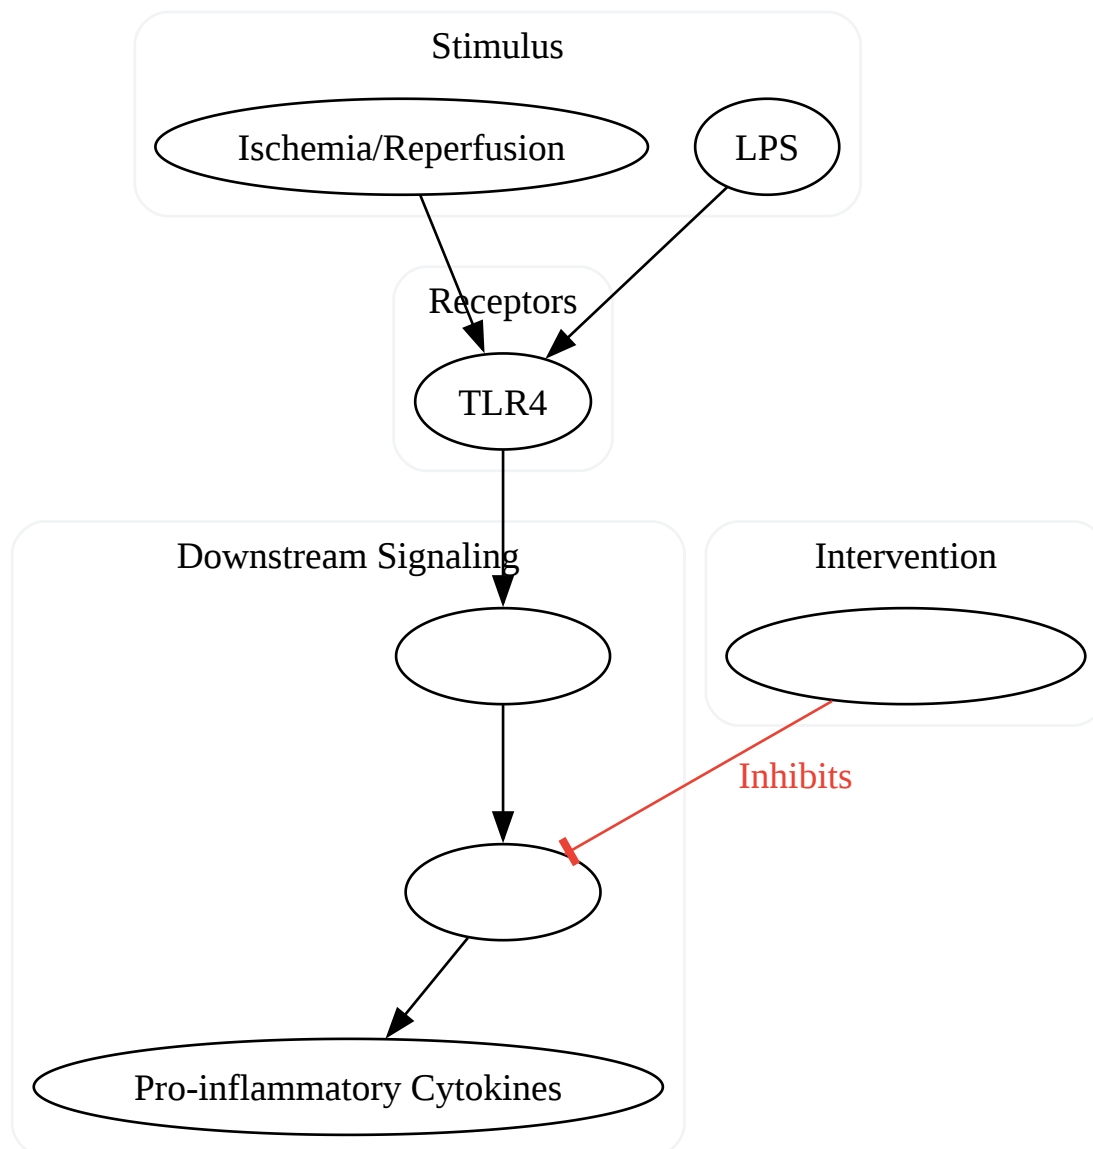 Stimulus
Ischemia/Reperfusion
LPS
Receptors
TLR4
Downstream Signaling
Intervention
Inhibits
Pro-inflammatory Cytokines